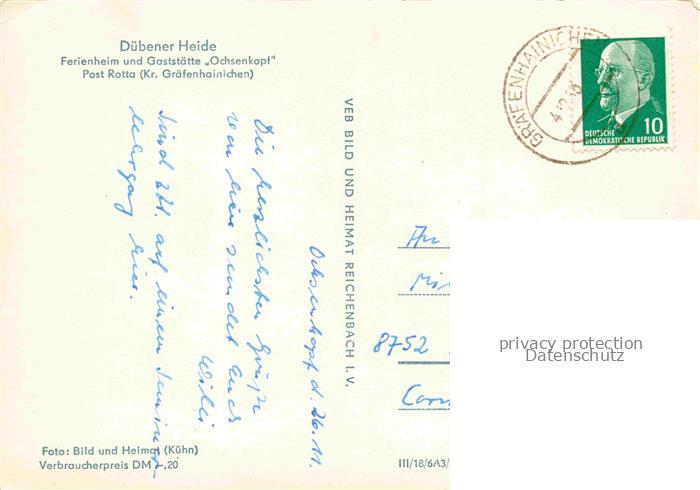 Dübener Heide
Ferienheim und Gaststätte „Ochsenkopf"
Post Rotta (Kr. Gräfenhainichen)
GRÄFENHAINICHEN
DEUTSCHE
DEMOKRATISCHE REPUBLIK
10
VEB BILD UND HEIMAT REICHENBACH I. V.
Ochsenkopf d. 26.11.
Die herzlichsten Grüße
von hier sendet Euch
Willi
Sind z.Zt. auf einem Seminar
lehrgang hier.
An
8752
privacy protection
Datenschutz
Foto: Bild und Heimat (Kühn)
Verbraucherpreis DM -,20
III/18/6A3/